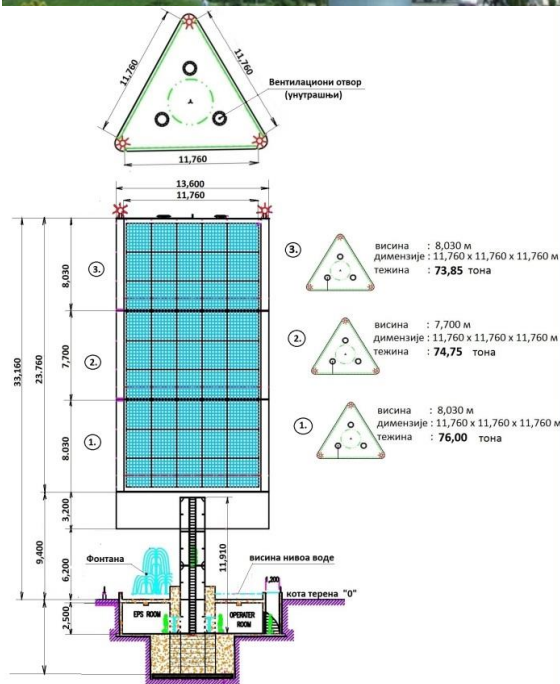 11,760
11,760
Вентилациони отвор
(унутрашњи)
11,760
13,600
11,760
3.
8,030
2.
7,700
1.
8.030
33,160
23.760
3,200
9,400
6,200
2,500
11,910
Фонтана
висина нивоа воде
1,200
кота терена "0"
EPS ROOM
OPERATER
ROOM
3.
висина : 8,030 м
димензије : 11,760 x 11,760 x 11,760 м
тежина : 73,85 тона
2.
висина : 7,700 м
димензије : 11,760 x 11,760 x 11,760 м
тежина : 74,75 тона
1.
висина : 8,030 м
димензије : 11,760 x 11,760 x 11,760 м
тежина : 76,00 тона